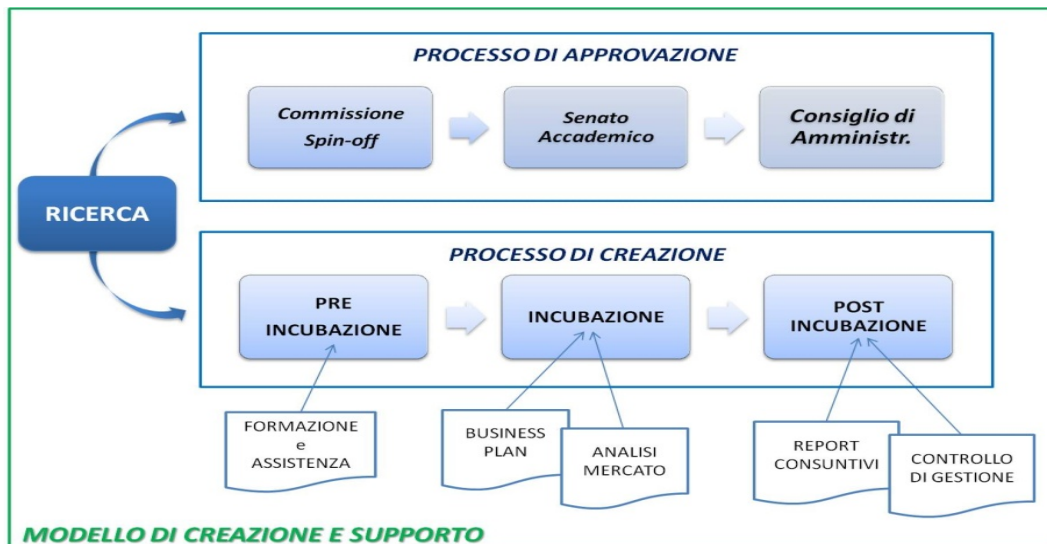 PROCESSO DI APPROVAZIONE
Commissione
Spin-off
Senato
Accademico
Consiglio di
Amministr.
RICERCA
PROCESSO DI CREAZIONE
PRE
INCUBAZIONE
INCUBAZIONE
POST
INCUBAZIONE
FORMAZIONE
e
ASSISTENZA
BUSINESS
PLAN
ANALISI
MERCATO
REPORT
CONSUNTIVI
CONTROLLO
DI GESTIONE
MODELLO DI CREAZIONE E SUPPORTO